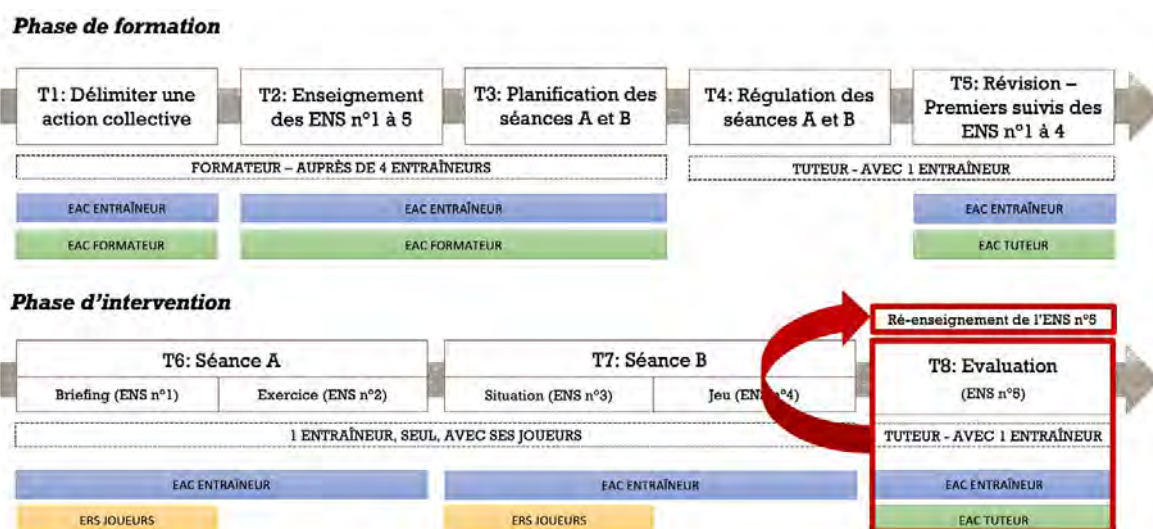 Phase de formation
T1: Délimiter une
action collective
T2: Enseignement
des ENS n°1 à 5
T3: Planification des
séances A et B
T4: Régulation des
séances A et B
T5: Révision –
Premiers suivis des
ENS n°1 à 4
FORMATEUR – AUPRÈS DE 4 ENTRAÎNEURS
TUTEUR - AVEC 1 ENTRAÎNEUR
EAC ENTRAÎNEUR
EAC ENTRAÎNEUR
EAC ENTRAÎNEUR
EAC FORMATEUR
EAC FORMATEUR
EAC TUTEUR
Phase d'intervention
Ré-enseignement de l'ENS n°5
T6: Séance A
T7: Séance B
T8: Evaluation
(ENS n°5)
Briefing (ENS n°1)
Exercice (ENS n°2)
Situation (ENS n°3)
Jeu (ENS n°4)
1 ENTRAÎNEUR, SEUL, AVEC SES JOUEURS
TUTEUR - AVEC 1 ENTRAÎNEUR
EAC ENTRAÎNEUR
EAC ENTRAÎNEUR
EAC ENTRAÎNEUR
ERS JOUEURS
ERS JOUEURS
EAC TUTEUR